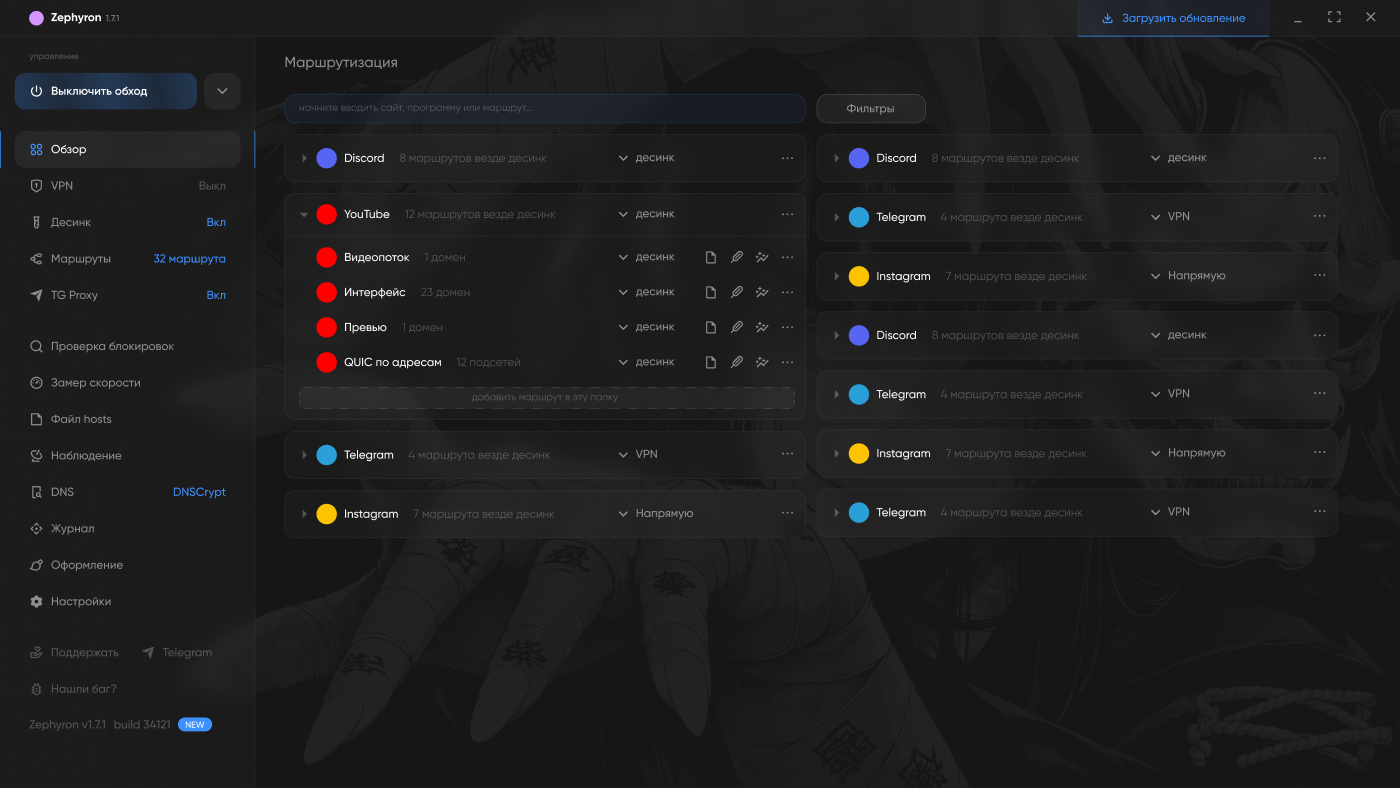 Zephyron 1.7.1
Загрузить обновление
управление
Выключить обход
Обзор
VPN Выкл
Десинк Вкл
Маршруты 32 маршрута
TG Proxy Вкл
Проверка блокировок
Замер скорости
Файл hosts
Наблюдение
DNS DNSCrypt
Журнал
Оформление
Настройки
Поддержать Telegram
Нашли баг?
Zephyron v1.7.1 build 34121 NEW
Маршрутизация
начните вводить сайт, программу или маршрут...
Фильтры
Discord 8 маршрутов везде десинк десинк
YouTube 12 маршрутов везде десинк десинк
Видеопоток 1 домен десинк
Интерфейс 23 домен десинк
Превью 1 домен десинк
QUIC по адресам 12 подсетей десинк
добавить маршрут в эту папку
Telegram 4 маршрута везде десинк VPN
Instagram 7 маршрута везде десинк Напрямую
Discord 8 маршрутов везде десинк десинк
Telegram 4 маршрута везде десинк VPN
Instagram 7 маршрута везде десинк Напрямую
Discord 8 маршрутов везде десинк десинк
Telegram 4 маршрута везде десинк VPN
Instagram 7 маршрута везде десинк Напрямую
Telegram 4 маршрута везде десинк VPN